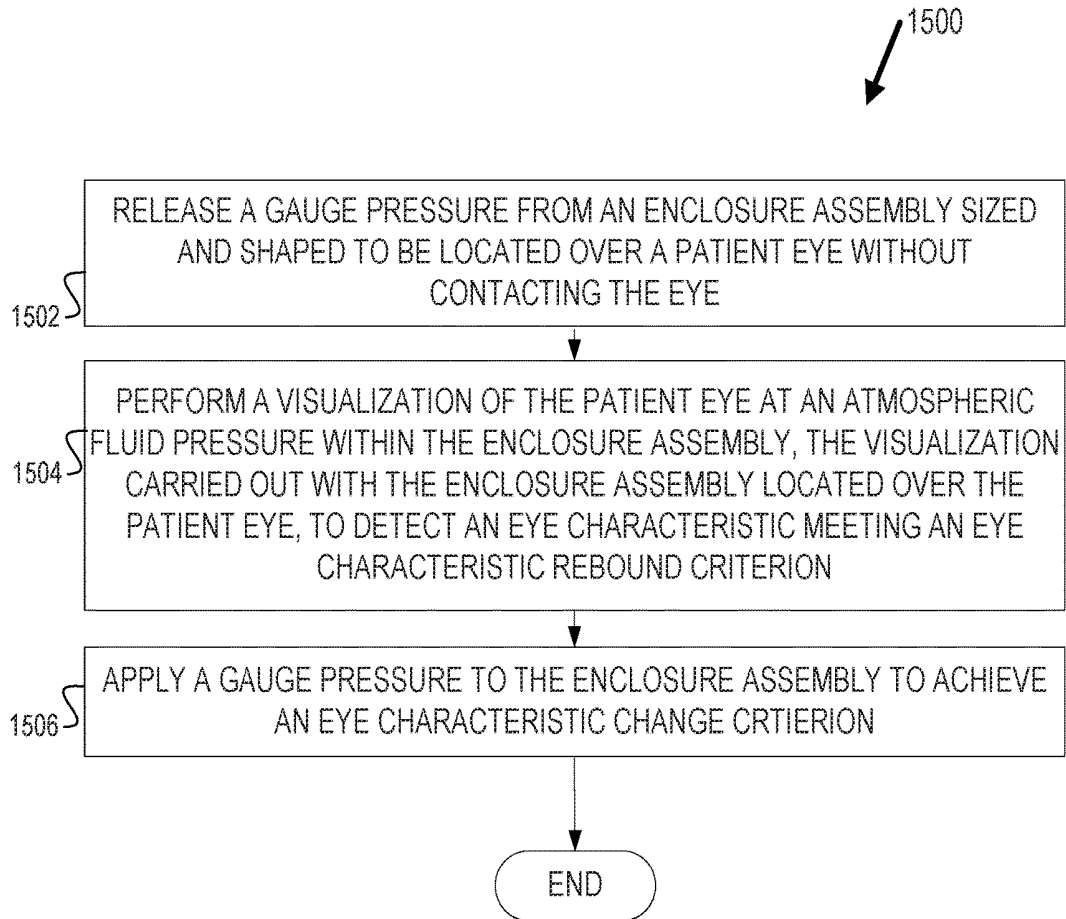 1500
RELEASE A GAUGE PRESSURE FROM AN ENCLOSURE ASSEMBLY SIZED
AND SHAPED TO BE LOCATED OVER A PATIENT EYE WITHOUT
CONTACTING THE EYE
1502
PERFORM A VISUALIZATION OF THE PATIENT EYE AT AN ATMOSPHERIC
FLUID PRESSURE WITHIN THE ENCLOSURE ASSEMBLY, THE VISUALIZATION
CARRIED OUT WITH THE ENCLOSURE ASSEMBLY LOCATED OVER THE
PATIENT EYE, TO DETECT AN EYE CHARACTERISTIC MEETING AN EYE
CHARACTERISTIC REBOUND CRITERION
1504
APPLY A GAUGE PRESSURE TO THE ENCLOSURE ASSEMBLY TO ACHIEVE
AN EYE CHARACTERISTIC CHANGE CRTIERION
1506
END